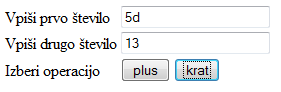 Vpiši prvo število 5d
Vpiši drugo število 13
Izberi operacijo plus krat